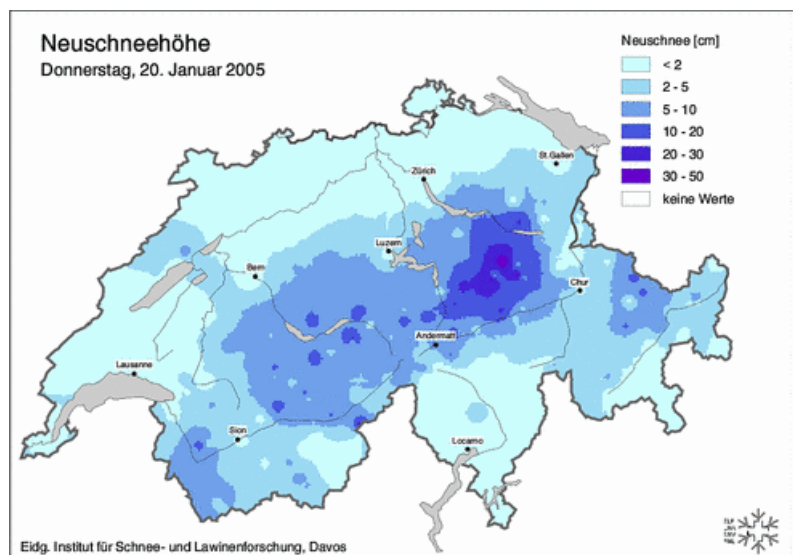 Neuschneehöhe
Donnerstag, 20. Januar 2005
Neuschnee [cm]
< 2
2 - 5
5 - 10
10 - 20
20 - 30
30 - 50
keine Werte
St.Gallen
Zürich
Luzern
Bern
Chur
Andermatt
Lausanne
Sion
Locarno
Eidg. Institut für Schnee- und Lawinenforschung, Davos